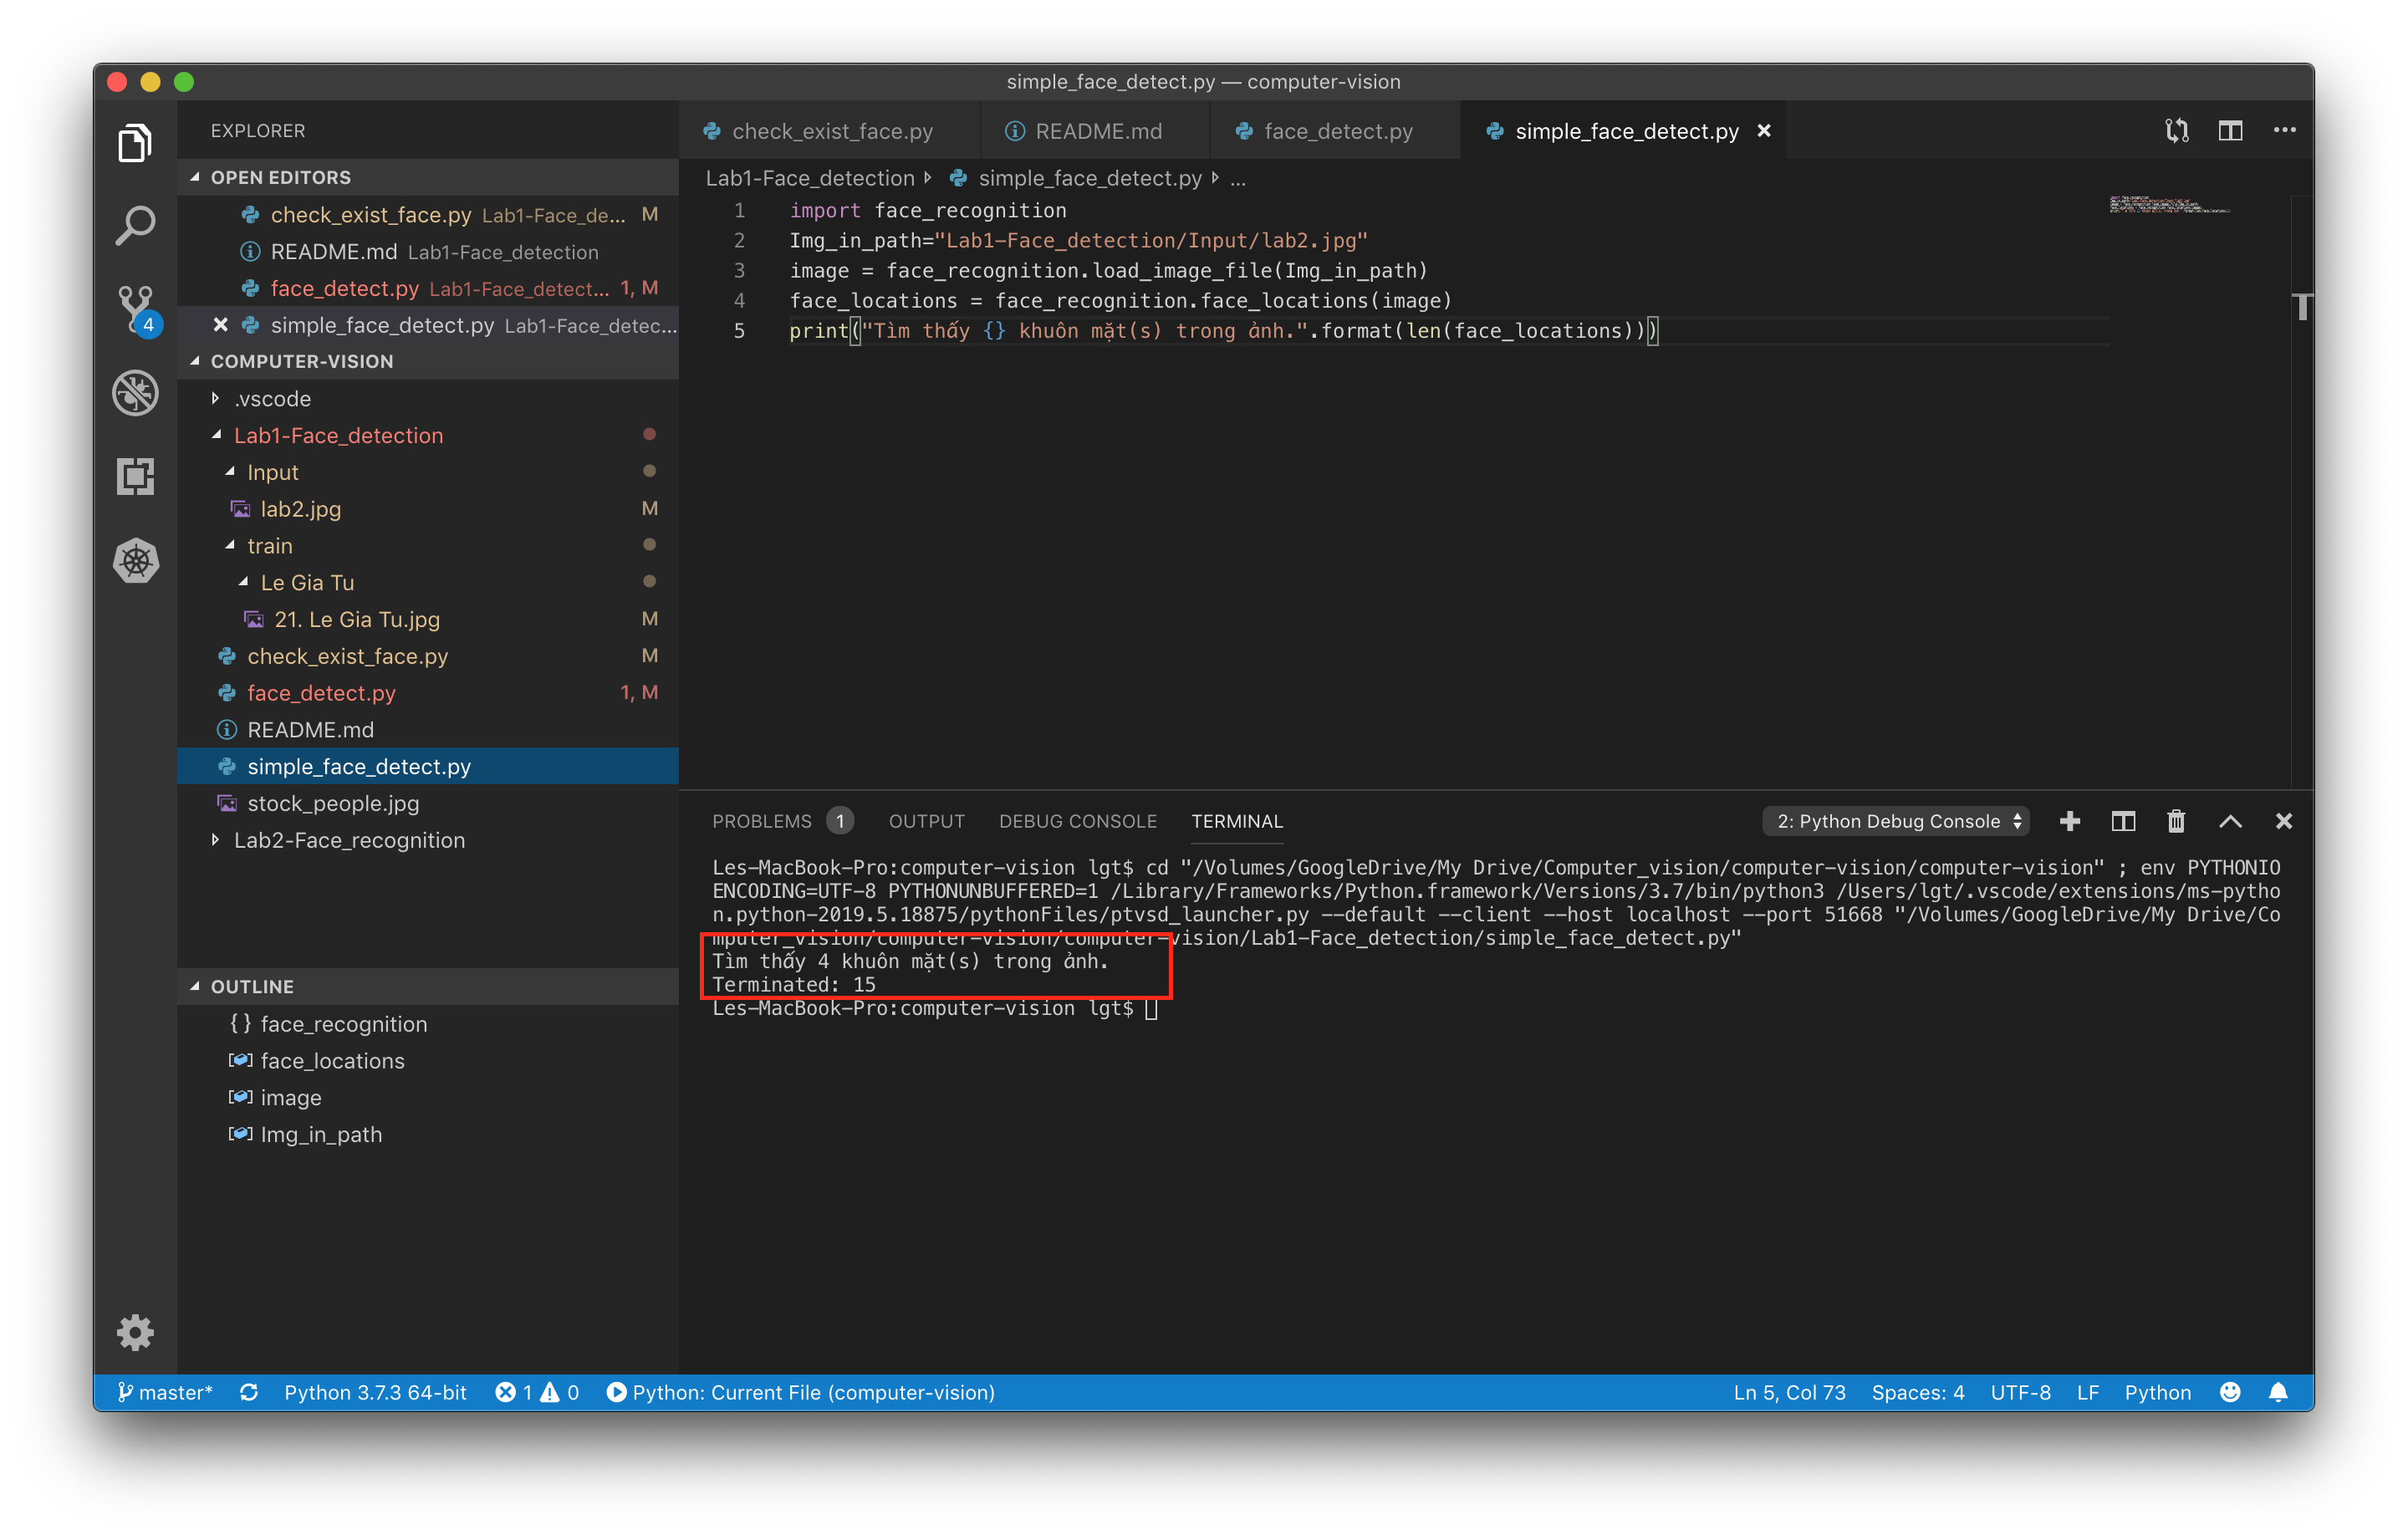 simple_face_detect.py — computer-vision
EXPLORER
OPEN EDITORS
check_exist_face.py Lab1-Face_de... M
README.md Lab1-Face_detection
face_detect.py Lab1-Face_detect... 1, M
simple_face_detect.py Lab1-Face_detec...
4
COMPUTER-VISION
.vscode
Lab1-Face_detection
Input
lab2.jpg M
train
Le Gia Tu
21. Le Gia Tu.jpg M
check_exist_face.py M
face_detect.py 1, M
README.md
simple_face_detect.py
stock_people.jpg
Lab2-Face_recognition
OUTLINE
{ } face_recognition
face_locations
image
Img_in_path
check_exist_face.py README.md face_detect.py simple_face_detect.py
Lab1-Face_detection simple_face_detect.py ...
1 import face_recognition
2 Img_in_path="Lab1-Face_detection/Input/lab2.jpg"
3 image = face_recognition.load_image_file(Img_in_path)
4 face_locations = face_recognition.face_locations(image)
5 print("Tìm thấy {} khuôn mặt(s) trong ảnh.".format(len(face_locations)))
PROBLEMS 1 OUTPUT DEBUG CONSOLE TERMINAL 2: Python Debug Console
Les-MacBook-Pro:computer-vision lgt$ cd "/Volumes/GoogleDrive/My Drive/Computer_vision/computer-vision/computer-vision" ; env PYTHONIO
ENCODING=UTF-8 PYTHONUNBUFFERED=1 /Library/Frameworks/Python.framework/Versions/3.7/bin/python3 /Users/lgt/.vscode/extensions/ms-pytho
n.python-2019.5.18875/pythonFiles/ptvsd_launcher.py --default --client --host localhost --port 51668 "/Volumes/GoogleDrive/My Drive/Co
mputer_vision/computer-vision/computer-vision/Lab1-Face_detection/simple_face_detect.py"
Tìm thấy 4 khuôn mặt(s) trong ảnh.
Terminated: 15
Les-MacBook-Pro:computer-vision lgt$
master* Python 3.7.3 64-bit 1 0 Python: Current File (computer-vision) Ln 5, Col 73 Spaces: 4 UTF-8 LF Python